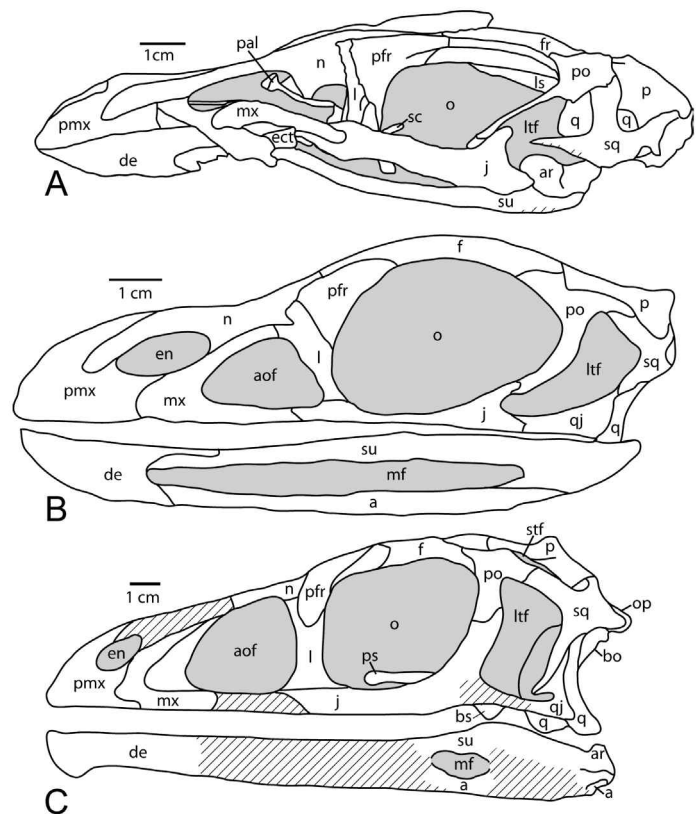 1cm
pal
n
pfr
fr
po
p
ls
l
o
sc
ltf
q
q
sq
pmx
mx
ect
de
j
ar
su
A
1 cm
f
pfr
p
n
po
o
en
l
ltf
sq
aof
pmx
mx
j
qj
q
su
de
mf
a
B
1 cm
stf
f
p
n
pfr
po
ltf
sq
op
en
aof
o
l
ps
bo
pmx
mx
j
bs
qj
q
q
su
de
mf
ar
a
a
C